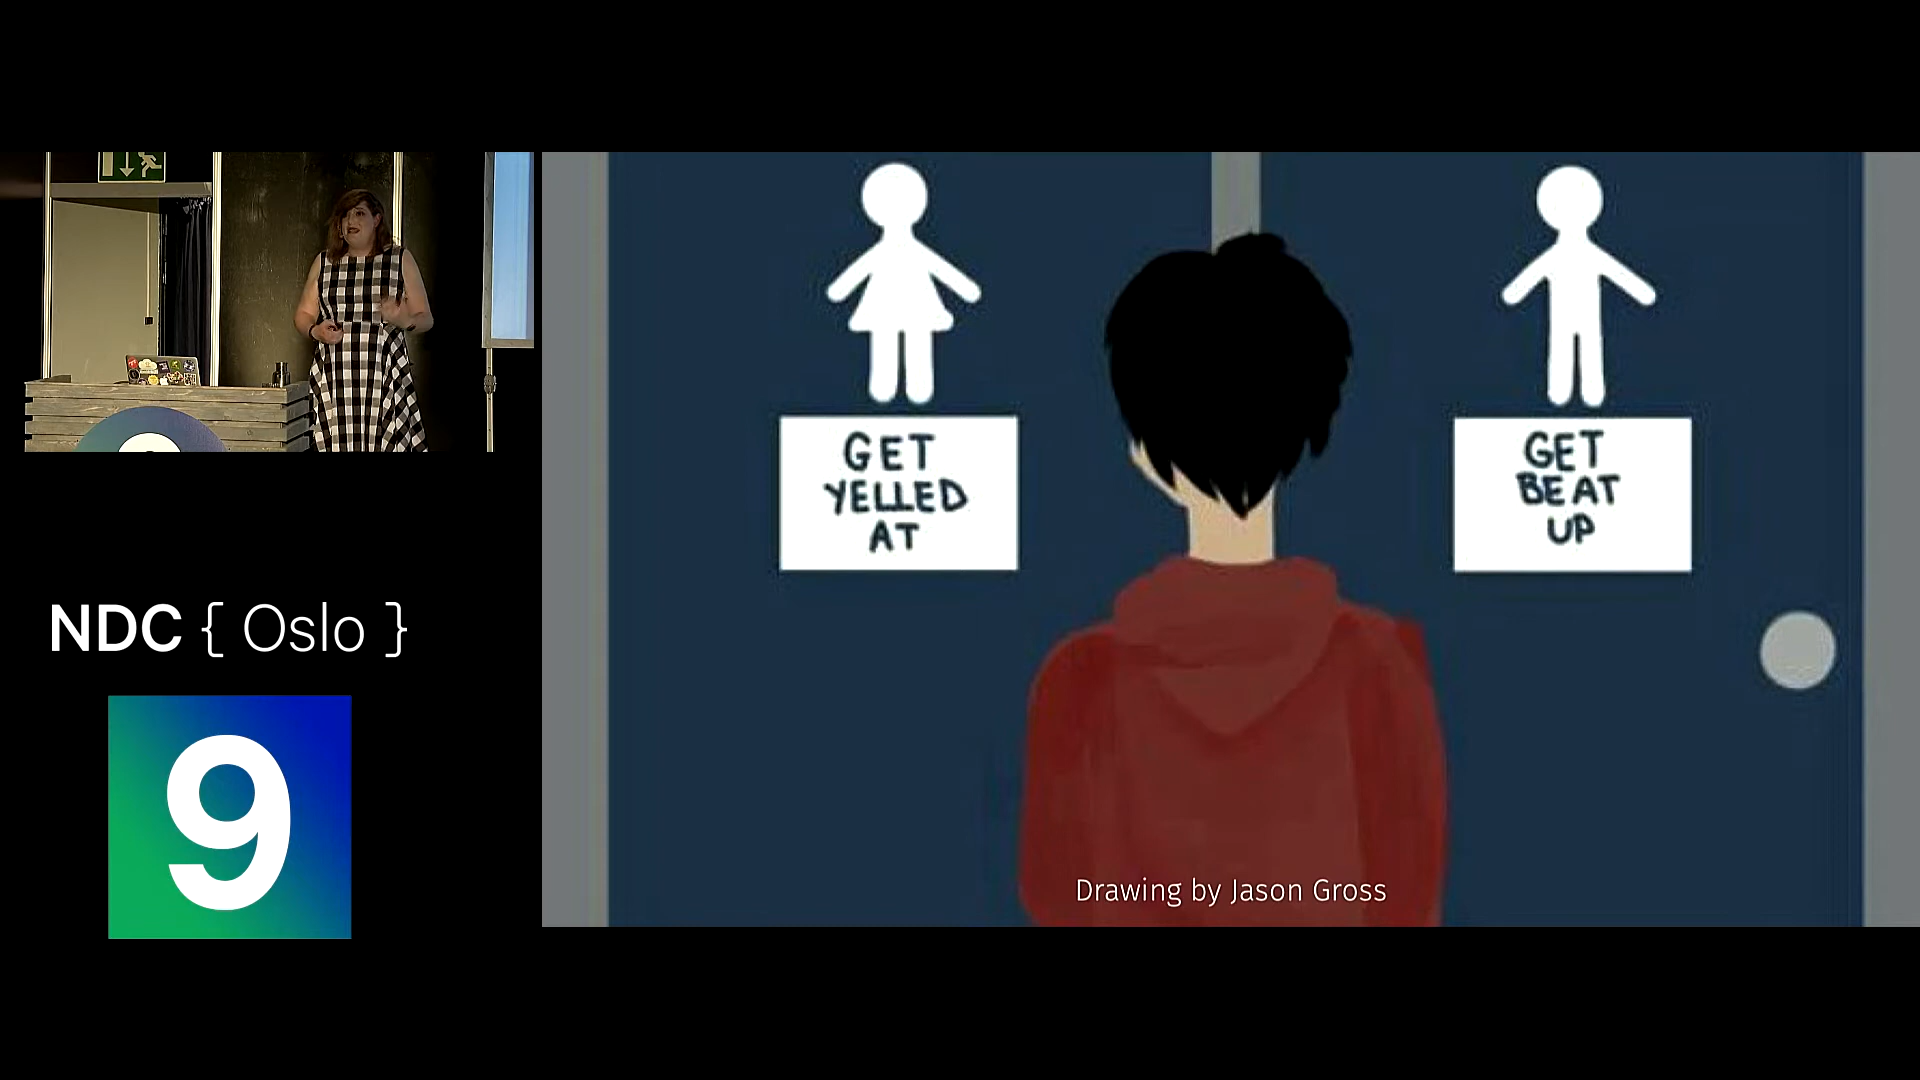 GET
YELLED
AT
GET
BEAT
UP
NDC { Oslo }
9
Drawing by Jason Gross